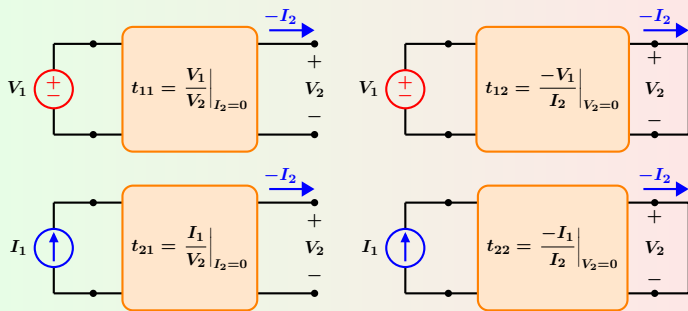 −I₂ −I₂
V₁ + − t₁₁ = V₁/V₂ |I₂=0 + V₂ − V₁ + − t₁₂ = −V₁/I₂ |V₂=0 + V₂ −
−I₂ −I₂
I₁ t₂₁ = I₁/V₂ |I₂=0 + V₂ − I₁ t₂₂ = −I₁/I₂ |V₂=0 + V₂ −